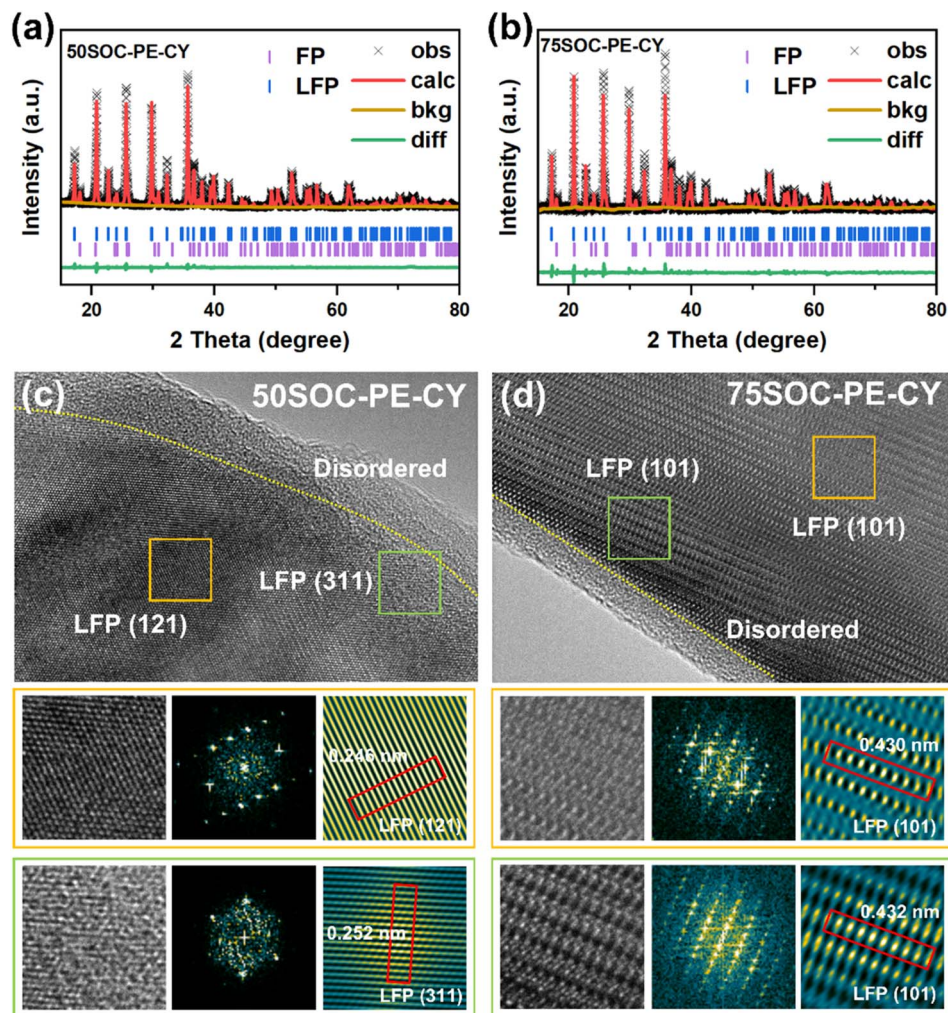 (a)
50SOC-PE-CY
FP
LFP
obs
calc
bkg
diff
Intensity (a.u.)
20 40 60 80
2 Theta (degree)
(b)
75SOC-PE-CY
FP
LFP
obs
calc
bkg
diff
Intensity (a.u.)
20 40 60 80
2 Theta (degree)
(c)
50SOC-PE-CY
Disordered
LFP (311)
LFP (121)
(d)
75SOC-PE-CY
LFP (101)
LFP (101)
Disordered
0.246 nm
LFP (121)
0.430 nm
LFP (101)
0.252 nm
LFP (311)
0.432 nm
LFP (101)